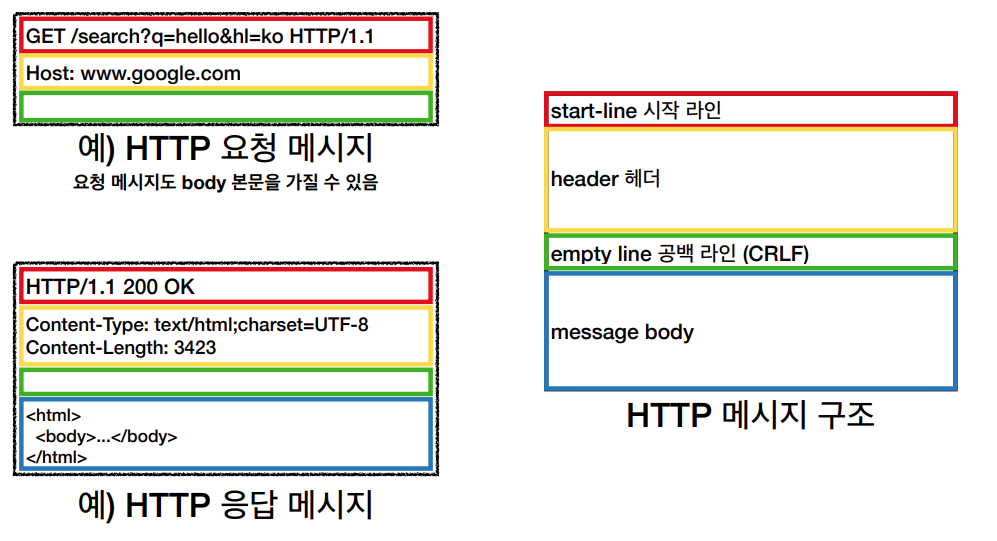 GET /search?q=hello&hl=ko HTTP/1.1
Host: www.google.com
예) HTTP 요청 메시지
요청 메시지도 body 본문을 가질 수 있음
HTTP/1.1 200 OK
Content-Type: text/html;charset=UTF-8
Content-Length: 3423
<html>
  <body>...</body>
</html>
예) HTTP 응답 메시지
start-line 시작 라인
header 헤더
empty line 공백 라인 (CRLF)
message body
HTTP 메시지 구조